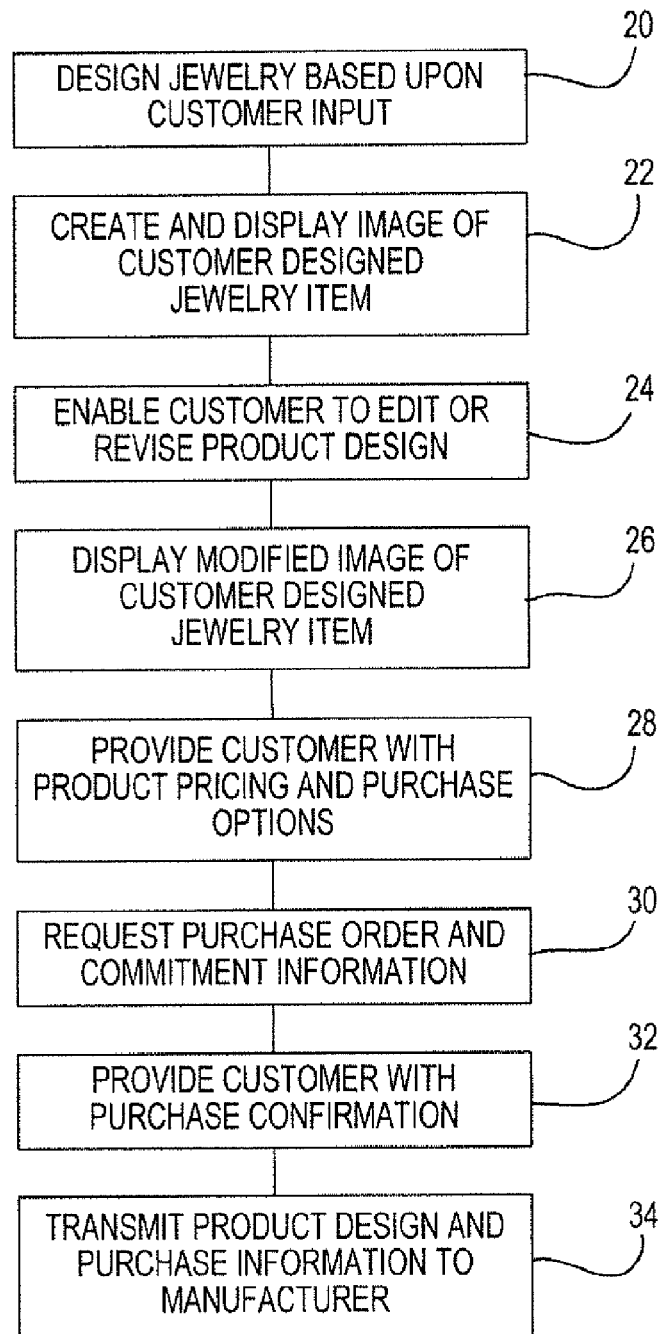 20
DESIGN JEWELRY BASED UPON
CUSTOMER INPUT
22
CREATE AND DISPLAY IMAGE OF
CUSTOMER DESIGNED
JEWELRY ITEM
24
ENABLE CUSTOMER TO EDIT OR
REVISE PRODUCT DESIGN
26
DISPLAY MODIFIED IMAGE OF
CUSTOMER DESIGNED
JEWELRY ITEM
28
PROVIDE CUSTOMER WITH
PRODUCT PRICING AND PURCHASE
OPTIONS
30
REQUEST PURCHASE ORDER AND
COMMITMENT INFORMATION
32
PROVIDE CUSTOMER WITH
PURCHASE CONFIRMATION
34
TRANSMIT PRODUCT DESIGN AND
PURCHASE INFORMATION TO
MANUFACTURER